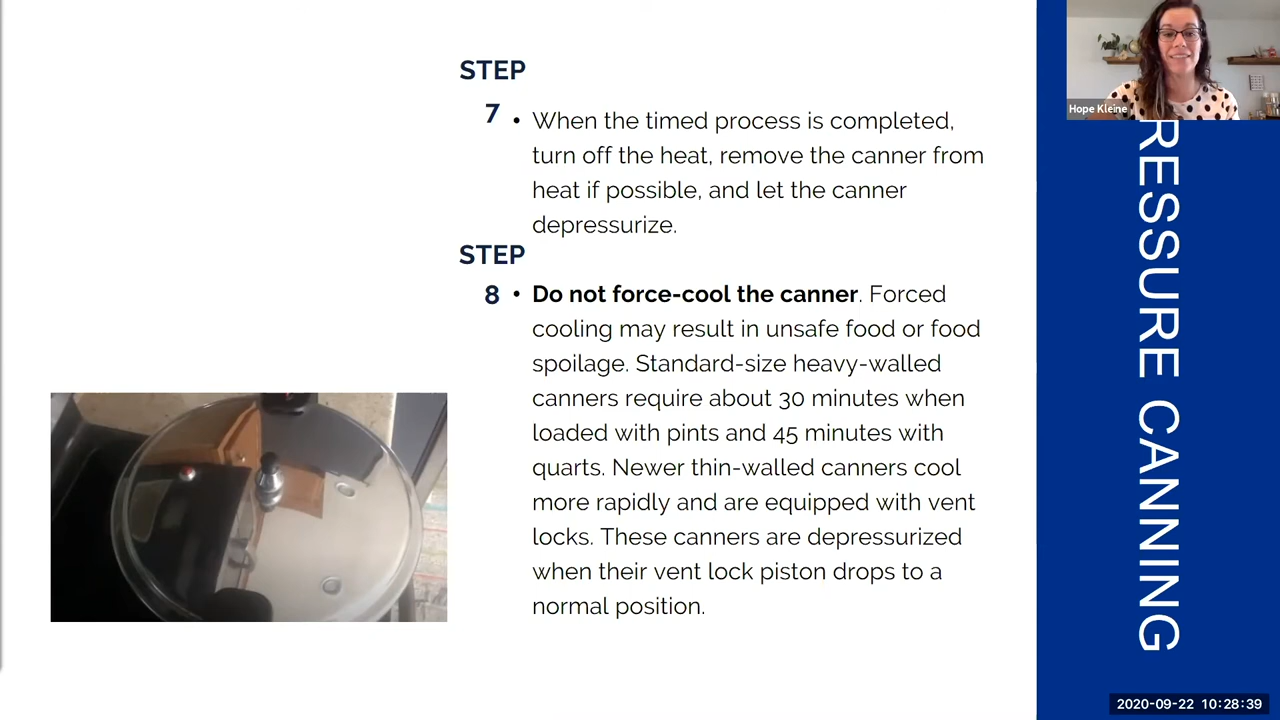 STEP
7
• When the timed process is completed,
turn off the heat, remove the canner from
heat if possible, and let the canner
depressurize.
STEP
8
• Do not force-cool the canner. Forced
cooling may result in unsafe food or food
spoilage. Standard-size heavy-walled
canners require about 30 minutes when
loaded with pints and 45 minutes with
quarts. Newer thin-walled canners cool
more rapidly and are equipped with vent
locks. These canners are depressurized
when their vent lock piston drops to a
normal position.
Hope Kleine
RESSURE CANNING
2020-09-22 10:28:39